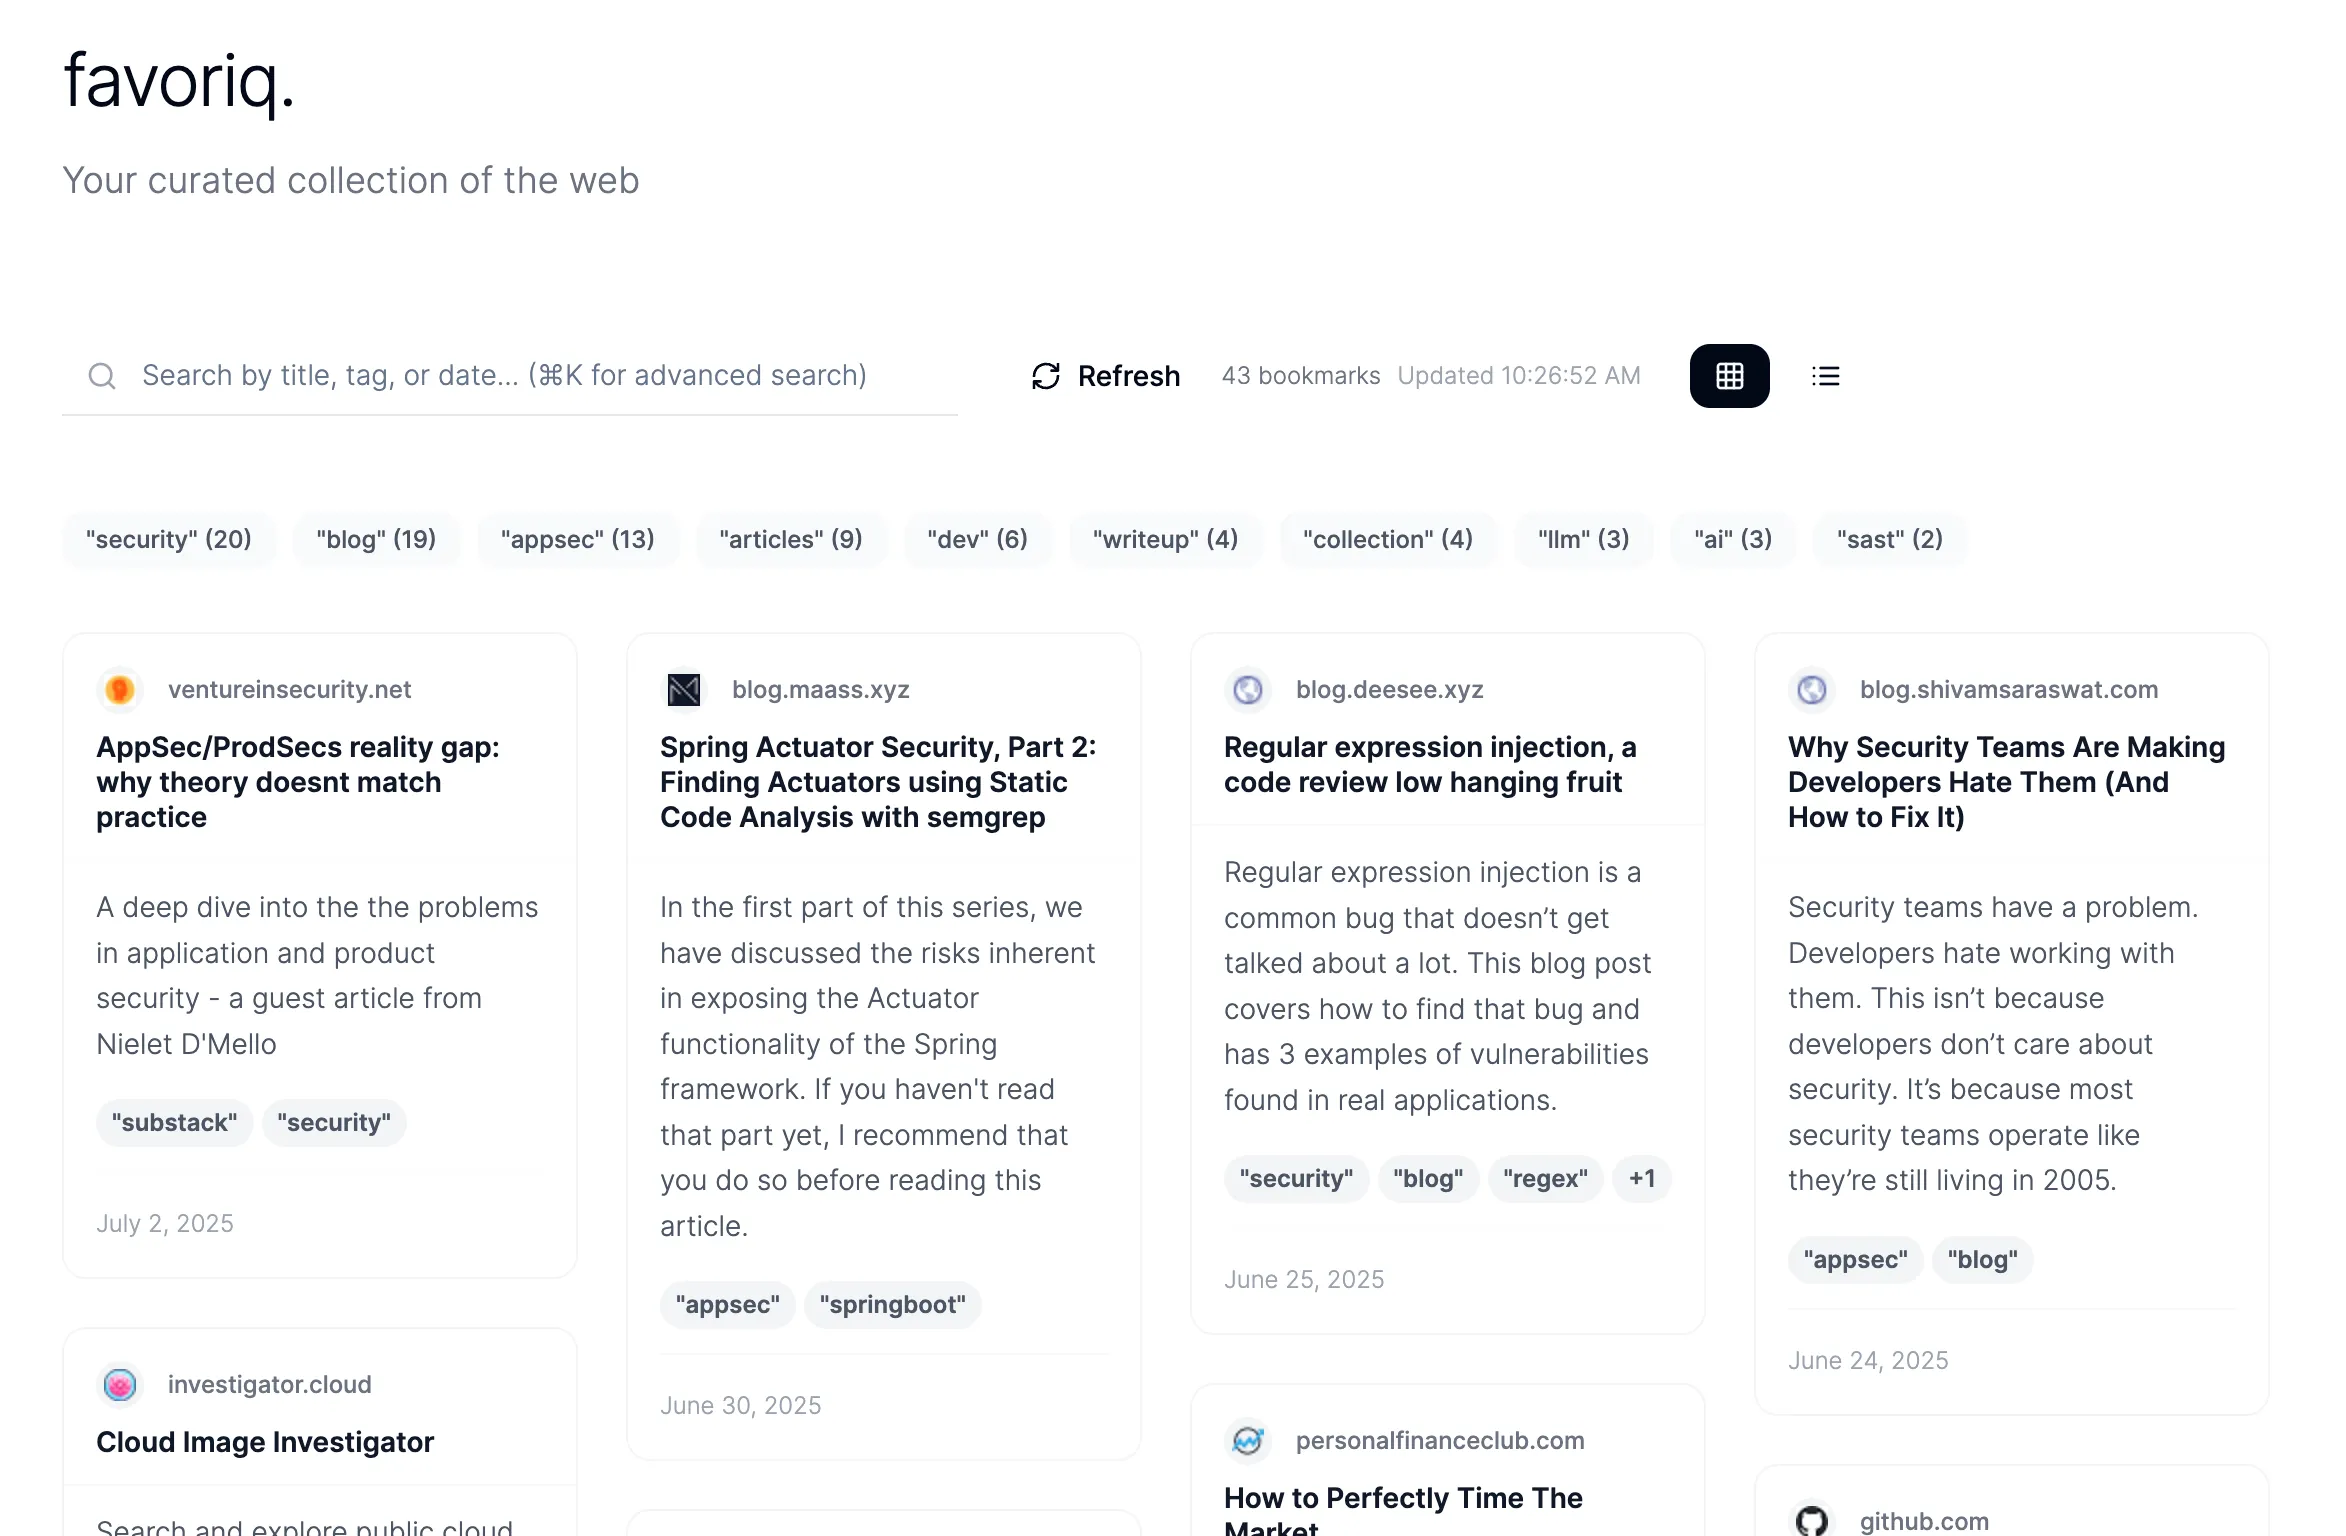 favoriq.
Your curated collection of the web
Search by title, tag, or date... (⌘K for advanced search)
Refresh
43 bookmarks
Updated 10:26:52 AM
"security" (20)
"blog" (19)
"appsec" (13)
"articles" (9)
"dev" (6)
"writeup" (4)
"collection" (4)
"llm" (3)
"ai" (3)
"sast" (2)
ventureinsecurity.net
AppSec/ProdSecs reality gap:
why theory doesnt match
practice
A deep dive into the the problems
in application and product
security - a guest article from
Nielet D'Mello
"substack" "security"
July 2, 2025
investigator.cloud
Cloud Image Investigator
Search and explore public cloud
blog.maass.xyz
Spring Actuator Security, Part 2:
Finding Actuators using Static
Code Analysis with semgrep
In the first part of this series, we
have discussed the risks inherent
in exposing the Actuator
functionality of the Spring
framework. If you haven't read
that part yet, I recommend that
you do so before reading this
article.
"appsec" "springboot"
June 30, 2025
blog.deesee.xyz
Regular expression injection, a
code review low hanging fruit
Regular expression injection is a
common bug that doesn’t get
talked about a lot. This blog post
covers how to find that bug and
has 3 examples of vulnerabilities
found in real applications.
"security" "blog" "regex" +1
June 25, 2025
personalfinanceclub.com
How to Perfectly Time The
Market
blog.shivamsaraswat.com
Why Security Teams Are Making
Developers Hate Them (And
How to Fix It)
Security teams have a problem.
Developers hate working with
them. This isn’t because
developers don’t care about
security. It’s because most
security teams operate like
they’re still living in 2005.
"appsec" "blog"
June 24, 2025
github.com